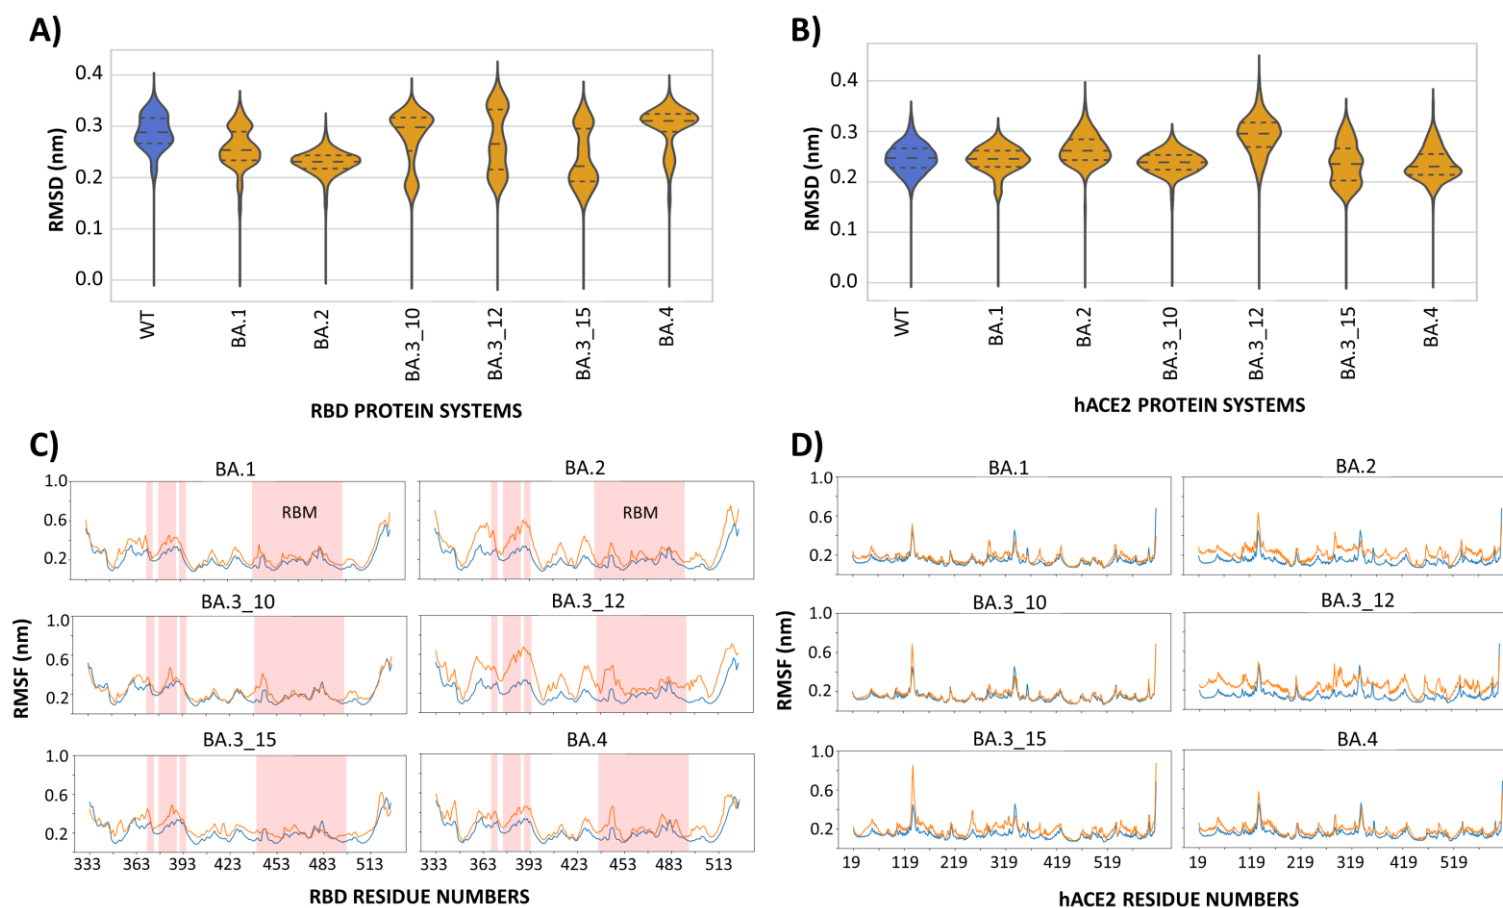 A)
RMSD (nm)
0.4
0.3
0.2
0.1
0.0
WT
BA.1
BA.2
BA.3_10
BA.3_12
BA.3_15
BA.4
RBD PROTEIN SYSTEMS
B)
RMSD (nm)
0.4
0.3
0.2
0.1
0.0
WT
BA.1
BA.2
BA.3_10
BA.3_12
BA.3_15
BA.4
hACE2 PROTEIN SYSTEMS
C)
RMSF (nm)
BA.1
BA.2
1.0
0.6
0.2
RBM
RBM
BA.3_10
BA.3_12
1.0
0.6
0.2
BA.3_15
BA.4
1.0
0.6
0.2
333 363 393 423 453 483 513
333 363 393 423 453 483 513
RBD RESIDUE NUMBERS
D)
RMSF (nm)
BA.1
BA.2
1.0
0.6
0.2
BA.3_10
BA.3_12
1.0
0.6
0.2
BA.3_15
BA.4
1.0
0.6
0.2
19 119 219 319 419 519
19 119 219 319 419 519
hACE2 RESIDUE NUMBERS